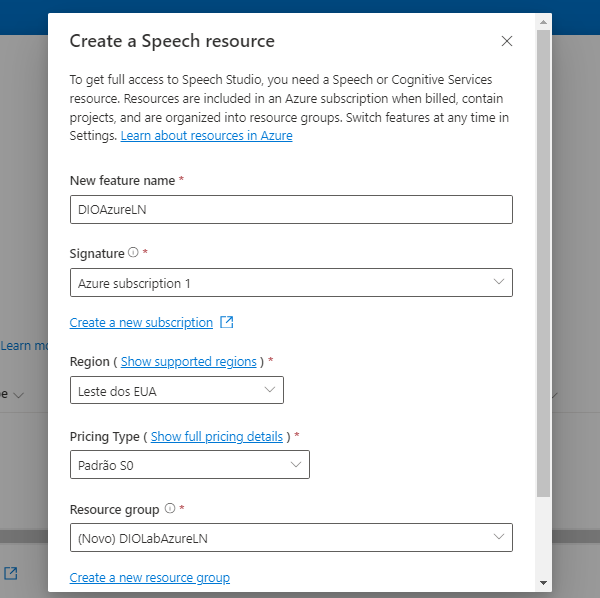 Create a Speech resource
To get full access to Speech Studio, you need a Speech or Cognitive Services
resource. Resources are included in an Azure subscription when billed, contain
projects, and are organized into resource groups. Switch features at any time in
Settings. Learn about resources in Azure
New feature name *
DIOAzureLN
Signature *
Azure subscription 1
Create a new subscription
Learn
Region ( Show supported regions ) *
Leste dos EUA
Pricing Type ( Show full pricing details ) *
Padrão S0
Resource group *
(Novo) DIOLabAzureLN
Create a new resource group